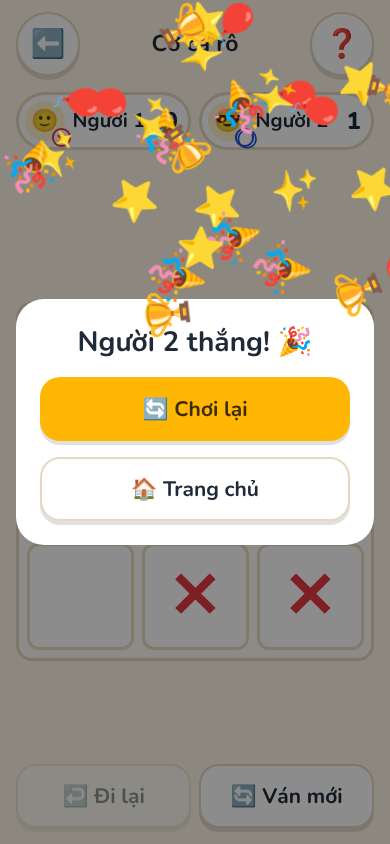 Cờ ca rô
Người 1 0
Người 2 1
Người 2 thắng!
Chơi lại
Trang chủ
Đi lại
Ván mới